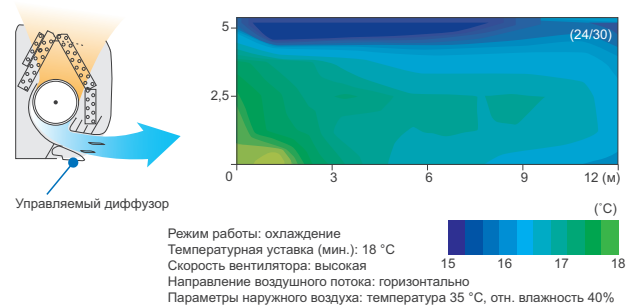 5
(24/30)
2,5
0
0 3 6 9 12 (м)
Управляемый диффузор
(˚C)
15 16 17 18
Режим работы: охлаждение
Температурная уставка (мин.): 18 °C
Скорость вентилятора: высокая
Направление воздушного потока: горизонтально
Параметры наружного воздуха: температура 35 °C, отн. влажность 40%